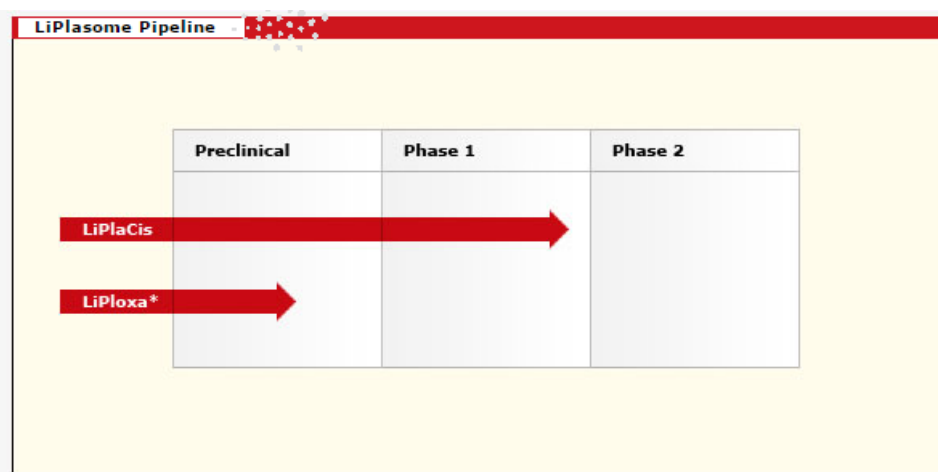 LiPlasome Pipeline
Preclinical Phase 1 Phase 2
LiPlaCis
LiPloxa*